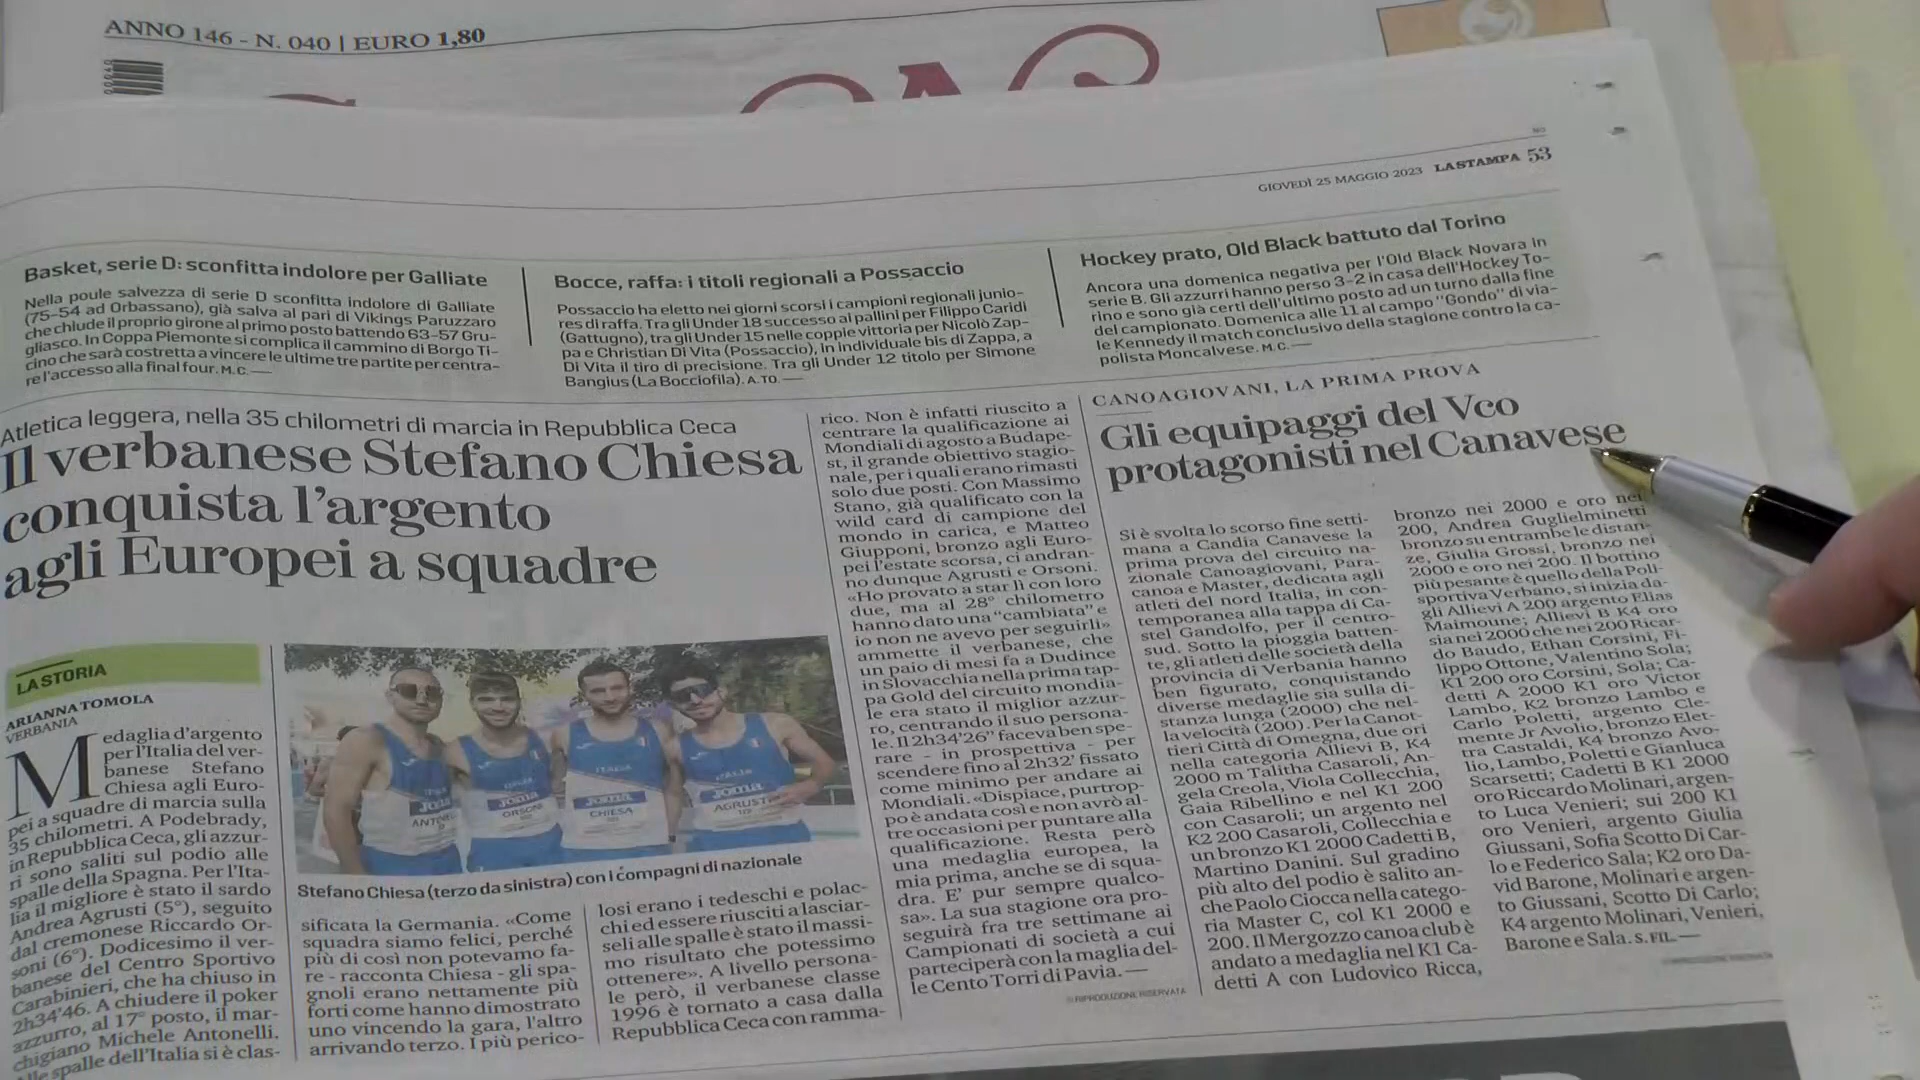 ANNO 146 - N. 040 | EURO 1,80
NO
GIOVEDÌ 25 MAGGIO 2023 LA STAMPA 53
Basket, serie D: sconfitta indolore per Galliate
Nella poule salvezza di serie D sconfitta indolore di Galliate
(75-54 ad Orbassano), già salva al pari di Vikings Paruzzaro
che chiude il proprio girone al primo posto battendo 63-57 Gru-
gliasco. In Coppa Piemonte si complica il cammino di Borgo Ti-
cino che sarà costretta a vincere le ultime tre partite per centra-
re l'accesso alla final four. M.C.—
Bocce, raffa: i titoli regionali a Possaccio
Possaccio ha eletto nei giorni scorsi i campioni regionali junio-
res di raffa. Tra gli Under 18 successo al pallini per Filippo Caridi
(Gattugno), tra gli Under 15 nelle coppie vittoria per Nicolò Zap-
pa e Christian Di Vita (Possaccio), in individuale bis di Zappa, a
Di Vita il tiro di precisione. Tra gli Under 12 titolo per Simone
Bangius (La Bocciofila). A.TO.—
Hockey prato, Old Black battuto dal Torino
Ancora una domenica negativa per l'Old Black Novara in
serie B. Gli azzurri hanno perso 3-2 in casa dell'Hockey To-
rino e sono già certi dell'ultimo posto ad un turno dalla fine
del campionato. Domenica alle 11 al campo "Gondo" di via-
le Kennedy il match conclusivo della stagione contro la ca-
polista Moncalvese. M.C.—
Atletica leggera, nella 35 chilometri di marcia in Repubblica Ceca
Il verbanese Stefano Chiesa
conquista l'argento
agli Europei a squadre
LA STORIA
ARIANNA TOMOLA
VERBANIA
Medaglia d'argento
per l'Italia del ver-
banese Stefano
Chiesa agli Euro-
pei a squadre di marcia sulla
35 chilometri. A Podebrady,
in Repubblica Ceca, gli azzur-
ri sono saliti sul podio alle
spalle della Spagna. Per l'Ita-
lia il migliore è stato il sardo
Andrea Agrusti (5°), seguito
dal cremonese Riccardo Or-
soni (6°). Dodicesimo il ver-
banese del Centro Sportivo
Carabinieri, che ha chiuso in
2h34'46. A chiudere il poker
azzurro, al 17° posto, il mar-
chigiano Michele Antonelli.
Alle spalle dell'Italia si è clas-
ITALIA
Joma
ORSONI
ITALIA
Joma
CHIESA
ITALIA
Joma
AGRUSTI
Stefano Chiesa (terzo da sinistra) con i compagni di nazionale
sificata la Germania. «Come
squadra siamo felici, perché
più di così non potevamo fa-
re - racconta Chiesa - gli spa-
gnoli erano nettamente più
forti come hanno dimostrato
uno vincendo la gara, l'altro
arrivando terzo. I più perico-
losi erano i tedeschi e polac-
chi ed essere riusciti a lasciar-
seli alle spalle è stato il massi-
mo risultato che potessimo
ottenere». A livello persona-
le però, il verbanese classe
1996 è tornato a casa dalla
Repubblica Ceca con ramma-
rico. Non è infatti riuscito a
centrare la qualificazione ai
Mondiali di agosto a Budape-
st, il grande obiettivo stagio-
nale, per i quali erano rimasti
solo due posti. Con Massimo
Stano, già qualificato con la
wild card di campione del
mondo in carica, e Matteo
Giupponi, bronzo agli Euro-
pei l'estate scorsa, ci andran-
no dunque Agrusti e Orsoni.
«Ho provato a star lì con loro
due, ma al 28° chilometro
hanno dato una "cambiata" e
io non ne avevo per seguirli»
ammette il verbanese, che
un paio di mesi fa a Dudince
in Slovacchia nella prima tap-
pa Gold del circuito mondia-
le era stato il miglior azzur-
ro, centrando il suo persona-
le. Il 2h34'26" faceva ben spe-
rare - in prospettiva - per
scendere fino al 2h32' fissato
come minimo per andare ai
Mondiali. «Dispiace, purtrop-
po è andata così e non avrò al-
tre occasioni per puntare alla
qualificazione. Resta però
una medaglia europea, la
mia prima, anche se di squa-
dra. E' pur sempre qualco-
sa». La sua stagione ora pro-
seguirà fra tre settimane ai
Campionati di società a cui
parteciperà con la maglia del-
le Cento Torri di Pavia.—
© RIPRODUZIONE RISERVATA
CANOAGIOVANI, LA PRIMA PROVA
Gli equipaggi del Vco
protagonisti nel Canavese
Si è svolta lo scorso fine setti-
mana a Candia Canavese la
prima prova del circuito na-
zionale Canoagiovani, Para-
canoa e Master, dedicata agli
atleti del nord Italia, in con-
temporanea alla tappa di Ca-
stel Gandolfo, per il centro-
sud. Sotto la pioggia batten-
te, gli atleti delle società della
provincia di Verbania hanno
ben figurato, conquistando
diverse medaglie sia sulla di-
stanza lunga (2000) che nel-
la velocità (200). Per la Canot-
tieri Città di Omegna, due ori
nella categoria Allievi B, K4
2000 m Talitha Casaroli, An-
gela Creola, Viola Collecchia,
Gaia Ribellino e nel K1 200
con Casaroli; un argento nel
K2 200 Casaroli, Collecchia e
un bronzo K1 2000 Cadetti B,
Martino Danini. Sul gradino
più alto del podio è salito an-
che Paolo Ciocca nella catego-
ria Master C, col K1 2000 e
200. Il Mergozzo canoa club è
andato a medaglia nel K1 Ca-
detti A con Ludovico Ricca,
bronzo nei 2000 e oro nei
200, Andrea Guglielminetti
bronzo su entrambe le distan-
ze, Giulia Grossi, bronzo nei
2000 e oro nei 200. Il bottino
più pesante è quello della Poli-
sportiva Verbano, si inizia da-
gli Allievi A 200 argento Elias
Maimoune; Allievi B K4 oro
sia nei 2000 che nei 200 Ricar-
do Baudo, Ethan Corsini, Fi-
lippo Ottone, Valentino Sola;
K1 200 oro Corsini, Sola; Ca-
detti A 2000 K1 oro Victor
Lambo, K2 bronzo Lambo e
Carlo Poletti, argento Cle-
mente Jr Avolio, bronzo Elet-
tra Castaldi, K4 bronzo Avo-
lio, Lambo, Poletti e Gianluca
Scarsetti; Cadetti B K1 2000
oro Riccardo Molinari, argen-
to Luca Venieri; sui 200 K1
oro Venieri, argento Giulia
Giussani, Sofia Scotto Di Car-
lo e Federico Sala; K2 oro Da-
vid Barone, Molinari e argen-
to Giussani, Scotto Di Carlo;
K4 argento Molinari, Venieri,
Barone e Sala. S. FIL.—